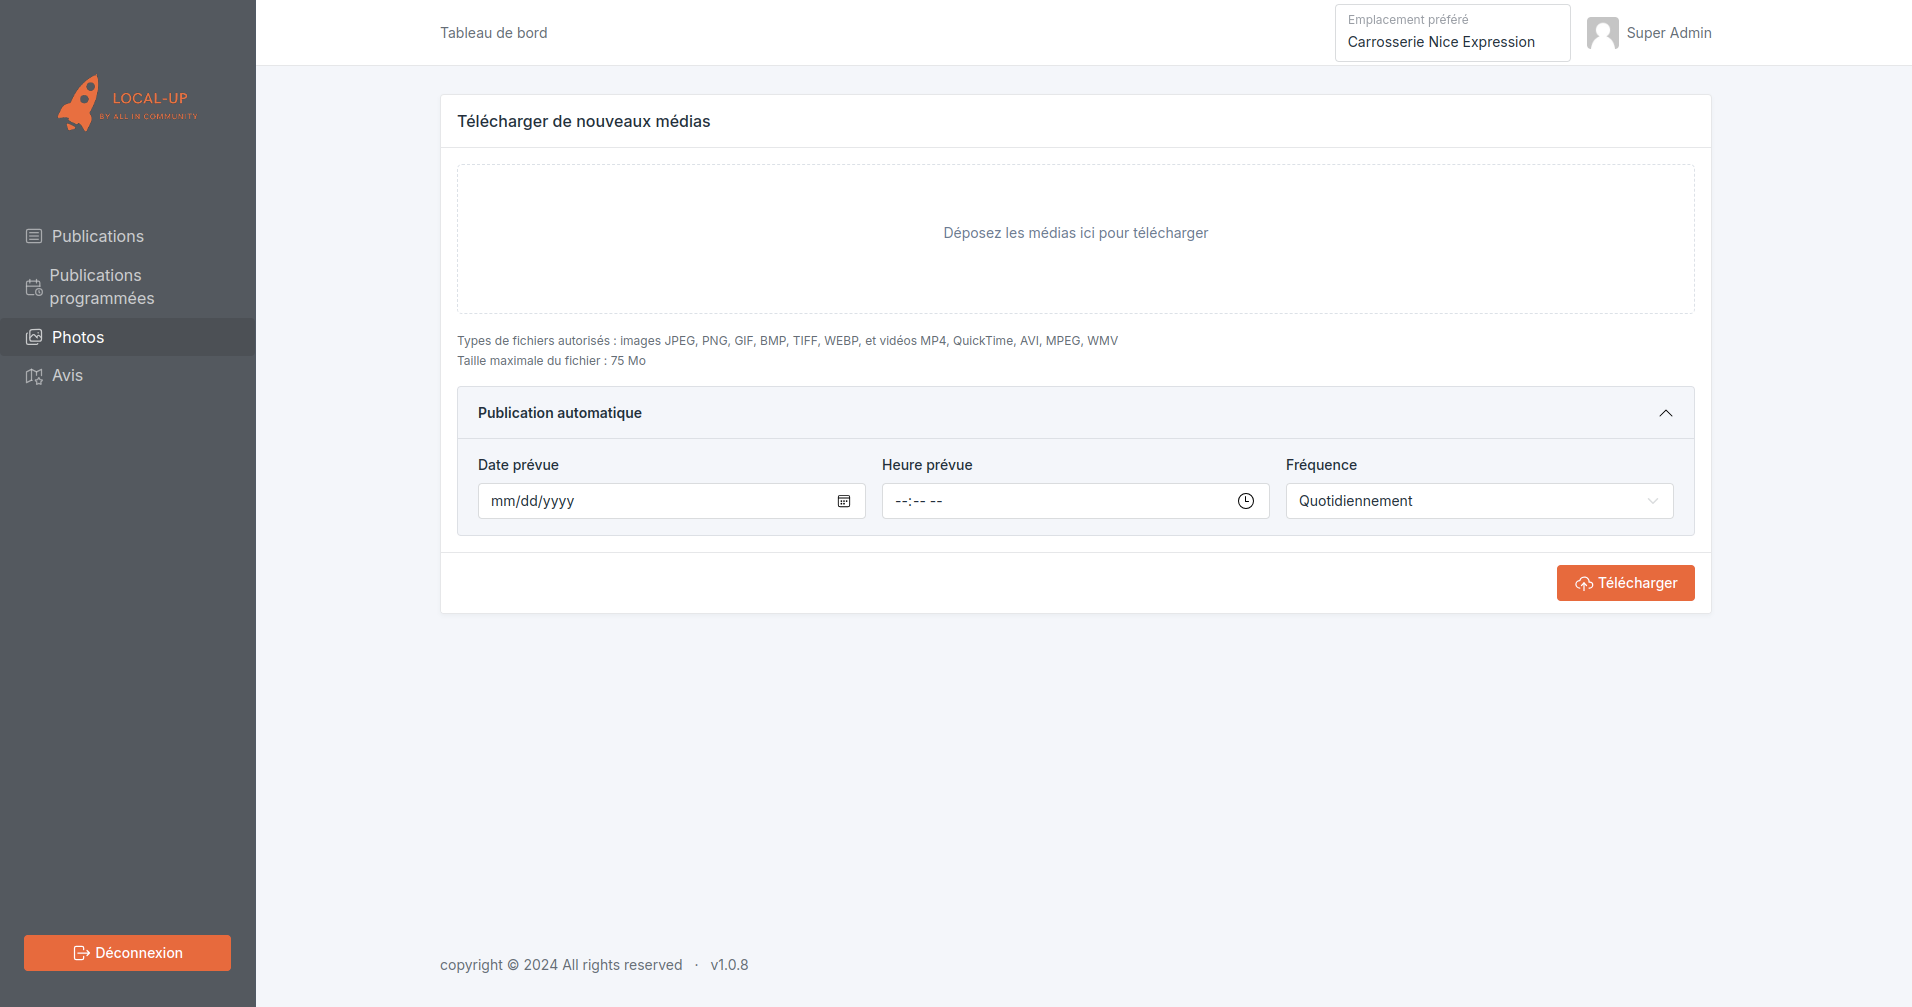 LOCAL-UP
BY ALL IN COMMUNITY
Publications
Publications
programmées
Photos
Avis
Déconnexion
Tableau de bord
Emplacement préféré
Carrosserie Nice Expression
Super Admin
Télécharger de nouveaux médias
Déposez les médias ici pour télécharger
Types de fichiers autorisés : images JPEG, PNG, GIF, BMP, TIFF, WEBP, et vidéos MP4, QuickTime, AVI, MPEG, WMV
Taille maximale du fichier : 75 Mo
Publication automatique
Date prévue
Heure prévue
Fréquence
mm/dd/yyyy
--:-- --
Quotidiennement
Télécharger
copyright © 2024 All rights reserved · v1.0.8